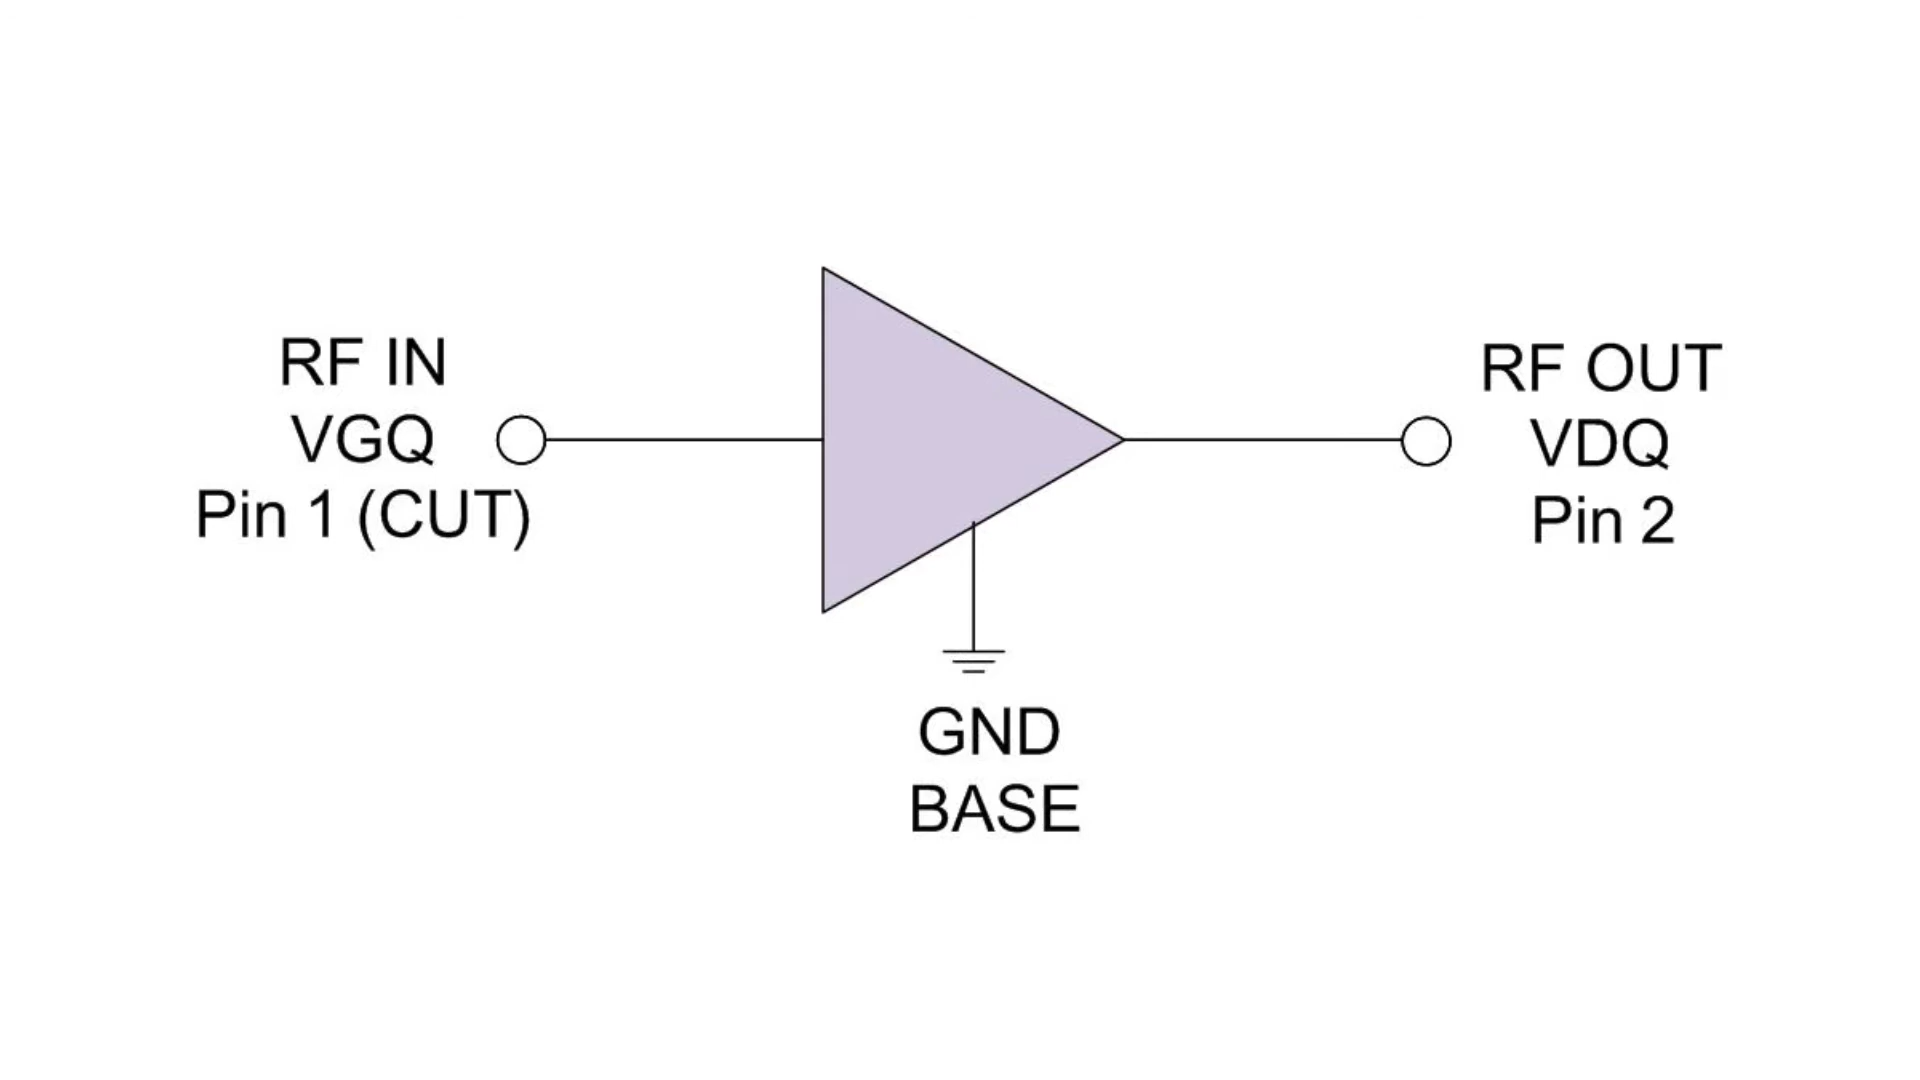 RF IN
VGQ
Pin 1 (CUT)
RF OUT
VDQ
Pin 2
GND
BASE